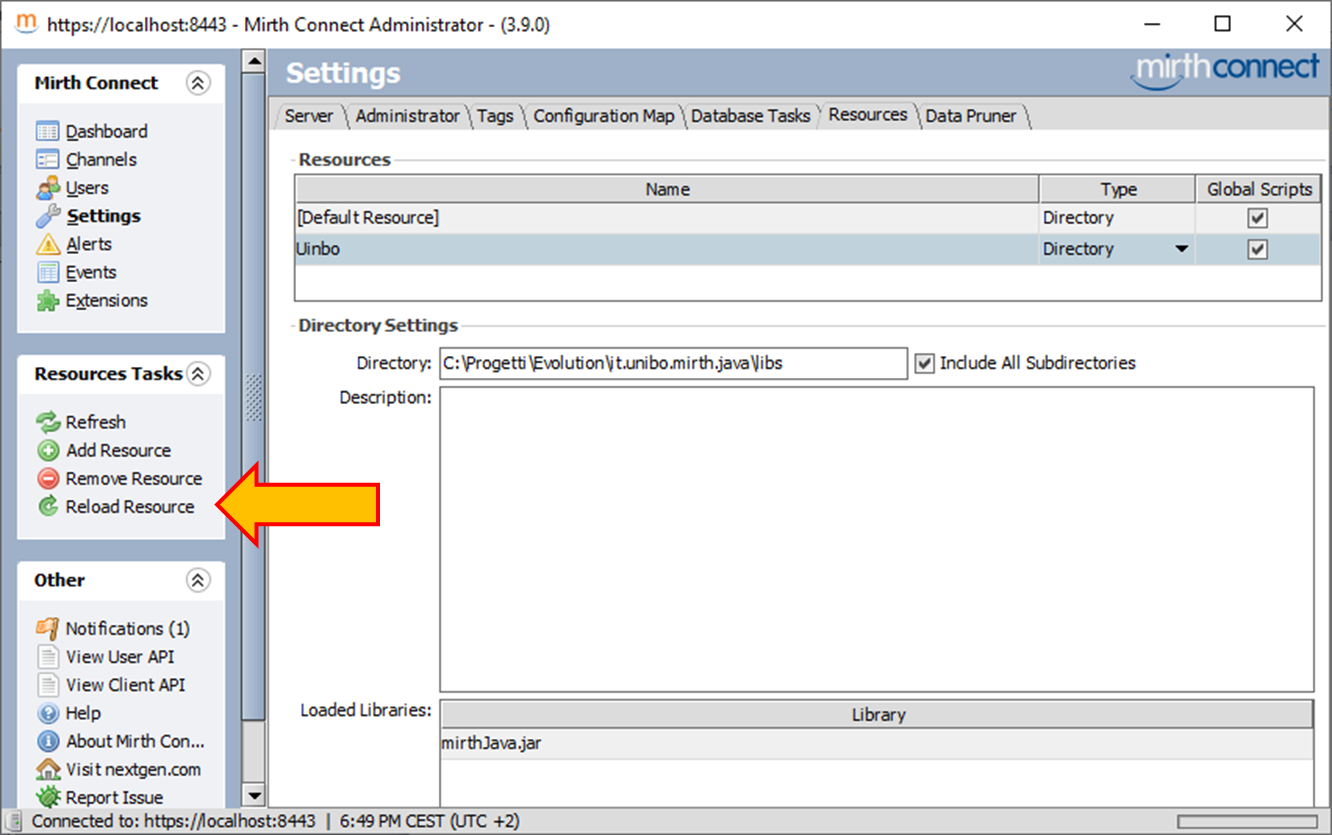 https://localhost:8443 - Mirth Connect Administrator - (3.9.0)
Mirth Connect
Dashboard
Channels
Users
Settings
Alerts
Events
Extensions
Resources Tasks
Refresh
Add Resource
Remove Resource
Reload Resource
Other
Notifications (1)
View User API
View Client API
Help
About Mirth Con...
Visit nextgen.com
Report Issue
Settings
mirthconnect
Server Administrator Tags Configuration Map Database Tasks Resources Data Pruner
Resources
Name Type Global Scripts
[Default Resource] Directory
Uinbo Directory
Directory Settings
Directory: C:\Progetti\Evolution\it.unibo.mirth.java\libs Include All Subdirectories
Description:
Loaded Libraries: Library
mirthJava.jar
Connected to: https://localhost:8443 | 6:49 PM CEST (UTC +2)